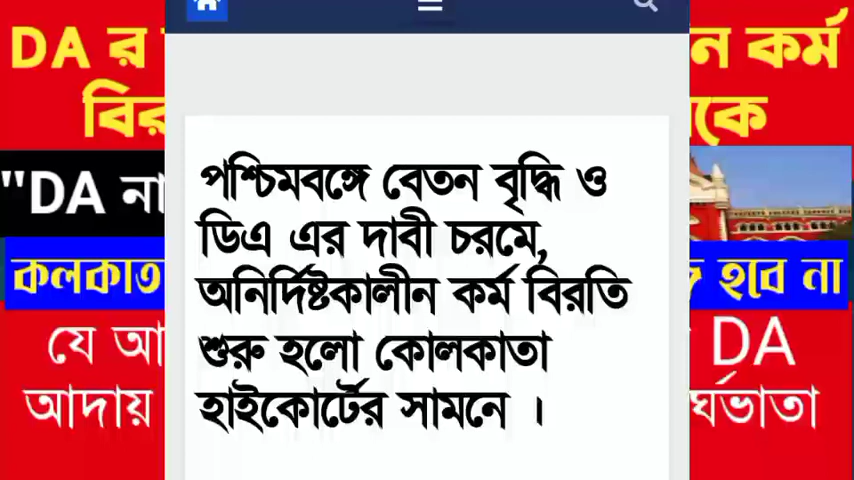 DA র
ন কর্ম
কে
"DA না
পশ্চিমবঙ্গে বেতন বৃদ্ধি ও
ডিএ এর দাবী চরমে,
অনির্দিষ্টকালীন কর্ম বিরতি
শুরু হলো কোলকাতা
হাইকোর্টের সামনে ।
কলকাত
হবে না
যে আ
DA
আদায়
র্ঘভাতা